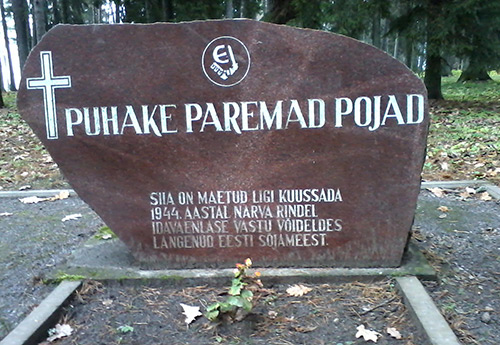 EJ
PUHAKE PAREMAD POJAD
SIIA ON MAETUD LIGI KUUSSADA
1944. AASTAL NARVA RINDEL
IDAVAENLASE VASTU VÕIDELDES
LANGENUD EESTI SÕJAMEEST.